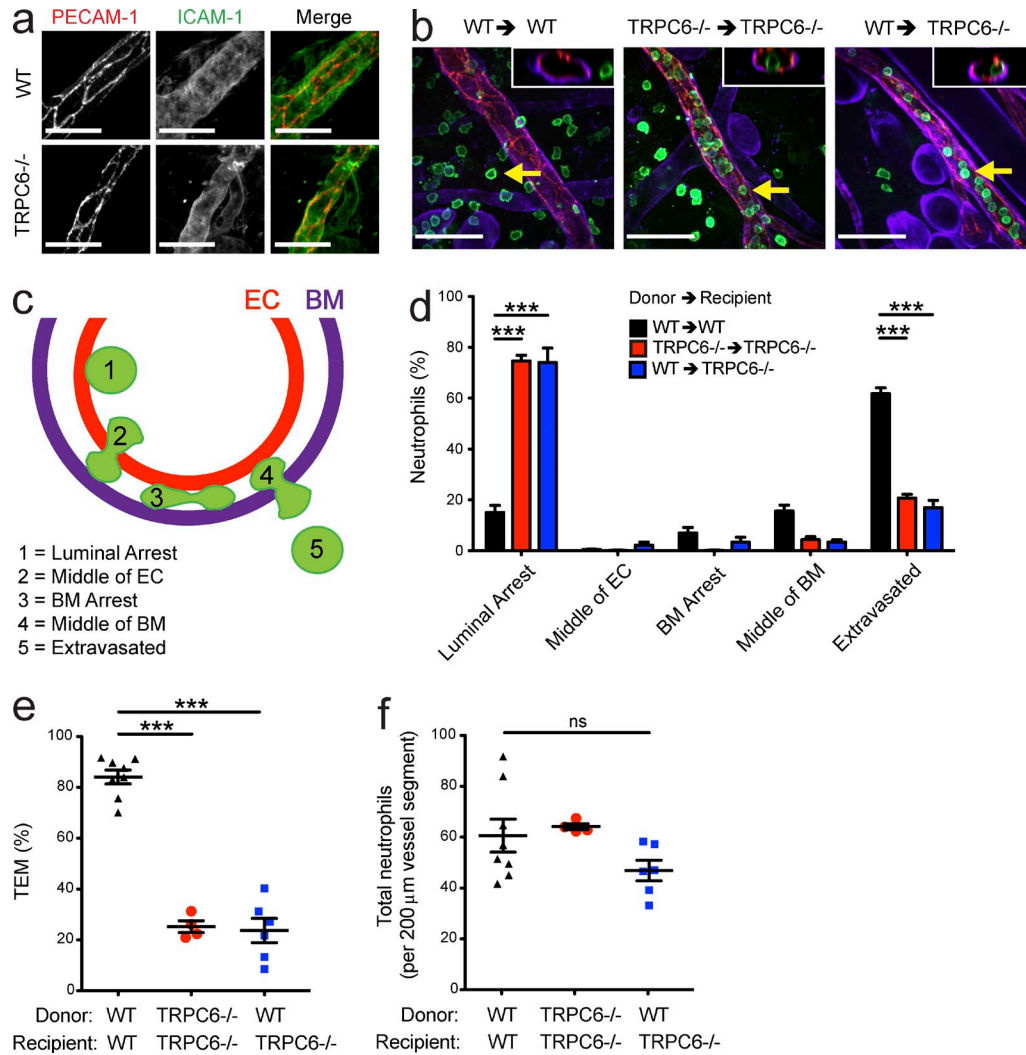 a
PECAM-1 ICAM-1 Merge
WT
TRPC6-/-
b
WT ➔ WT
TRPC6-/- ➔ TRPC6-/-
WT ➔ TRPC6-/-
c
EC BM
1
2
3
4
5
1 = Luminal Arrest
2 = Middle of EC
3 = BM Arrest
4 = Middle of BM
5 = Extravasated
d
Neutrophils (%)
100
80
60
40
20
0
***
***
Donor ➔ Recipient
WT➔WT
TRPC6-/-➔TRPC6-/-
WT➔TRPC6-/-
***
***
Luminal Arrest
Middle of EC
BM Arrest
Middle of BM
Extravasated
e
TEM (%)
100
80
60
40
20
0
***
***
Donor: WT TRPC6-/- WT
Recipient: WT TRPC6-/- TRPC6-/-
f
Total neutrophils
(per 200 µm vessel segment)
100
80
60
40
20
0
ns
Donor: WT TRPC6-/- WT
Recipient: WT TRPC6-/- TRPC6-/-